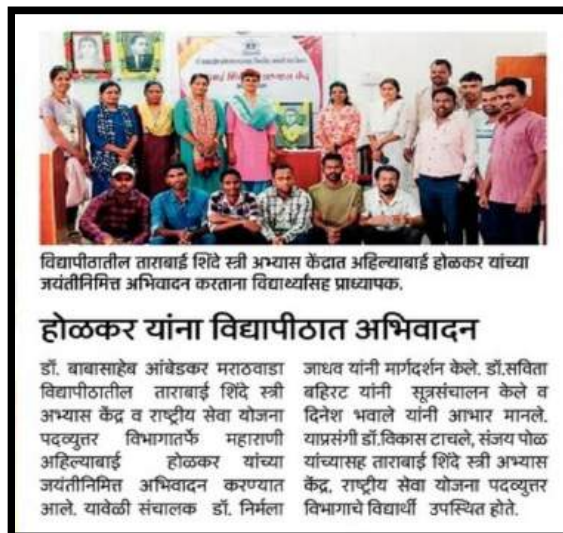 विद्यापीठातील ताराबाई शिंदे स्त्री अभ्यास केंद्रात अहिल्याबाई होळकर यांच्या
जयंतीनिमित्त अभिवादन करताना विद्यार्थ्यांसह प्राध्यापक.
होळकर यांना विद्यापीठात अभिवादन
डॉ. बाबासाहेब आंबेडकर मराठवाडा
विद्यापीठातील ताराबाई शिंदे स्त्री
अभ्यास केंद्र व राष्ट्रीय सेवा योजना
पदव्युत्तर विभागातर्फे महाराणी
अहिल्याबाई होळकर यांच्या
जयंतीनिमित्त अभिवादन करण्यात
आले. यावेळी संचालक डॉ. निर्मला
जाधव यांनी मार्गदर्शन केले. डॉ.सविता
बहिरट यांनी सूत्रसंचालन केले व
दिनेश भवाले यांनी आभार मानले.
याप्रसंगी डॉ.विकास टाचले, संजय पोळ
यांच्यासह ताराबाई शिंदे स्त्री अभ्यास
केंद्र, राष्ट्रीय सेवा योजना पदव्युत्तर
विभागाचे विद्यार्थी उपस्थित होते.